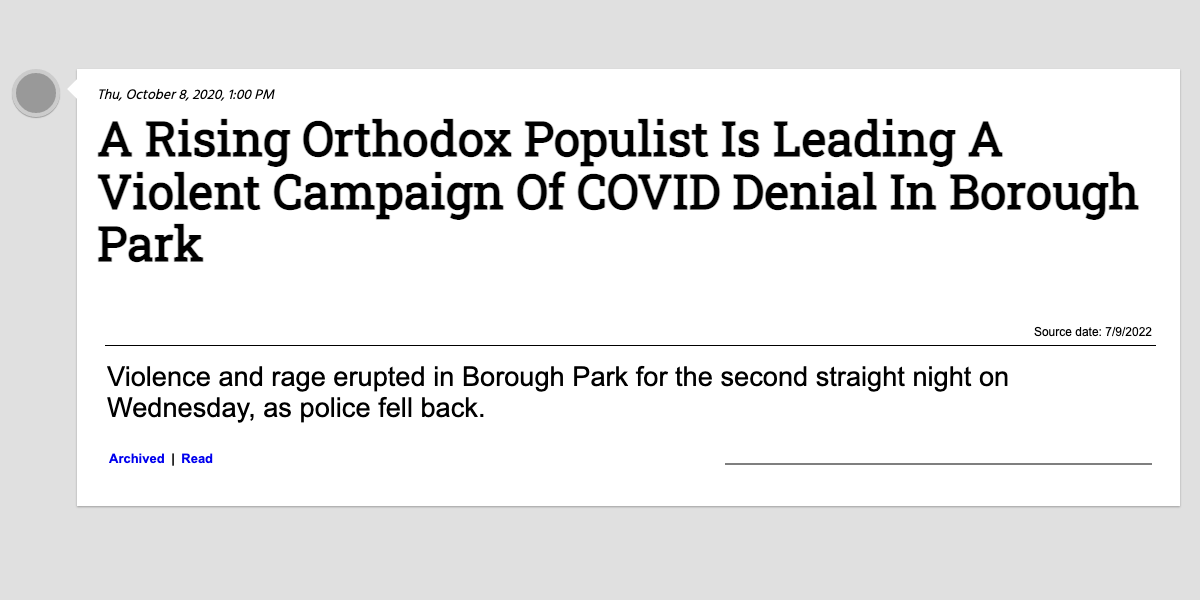 Thu, October 8, 2020, 1:00 PM
A Rising Orthodox Populist Is Leading A
Violent Campaign Of COVID Denial In Borough
Park
Source date: 7/9/2022
Violence and rage erupted in Borough Park for the second straight night on
Wednesday, as police fell back.
Archived | Read